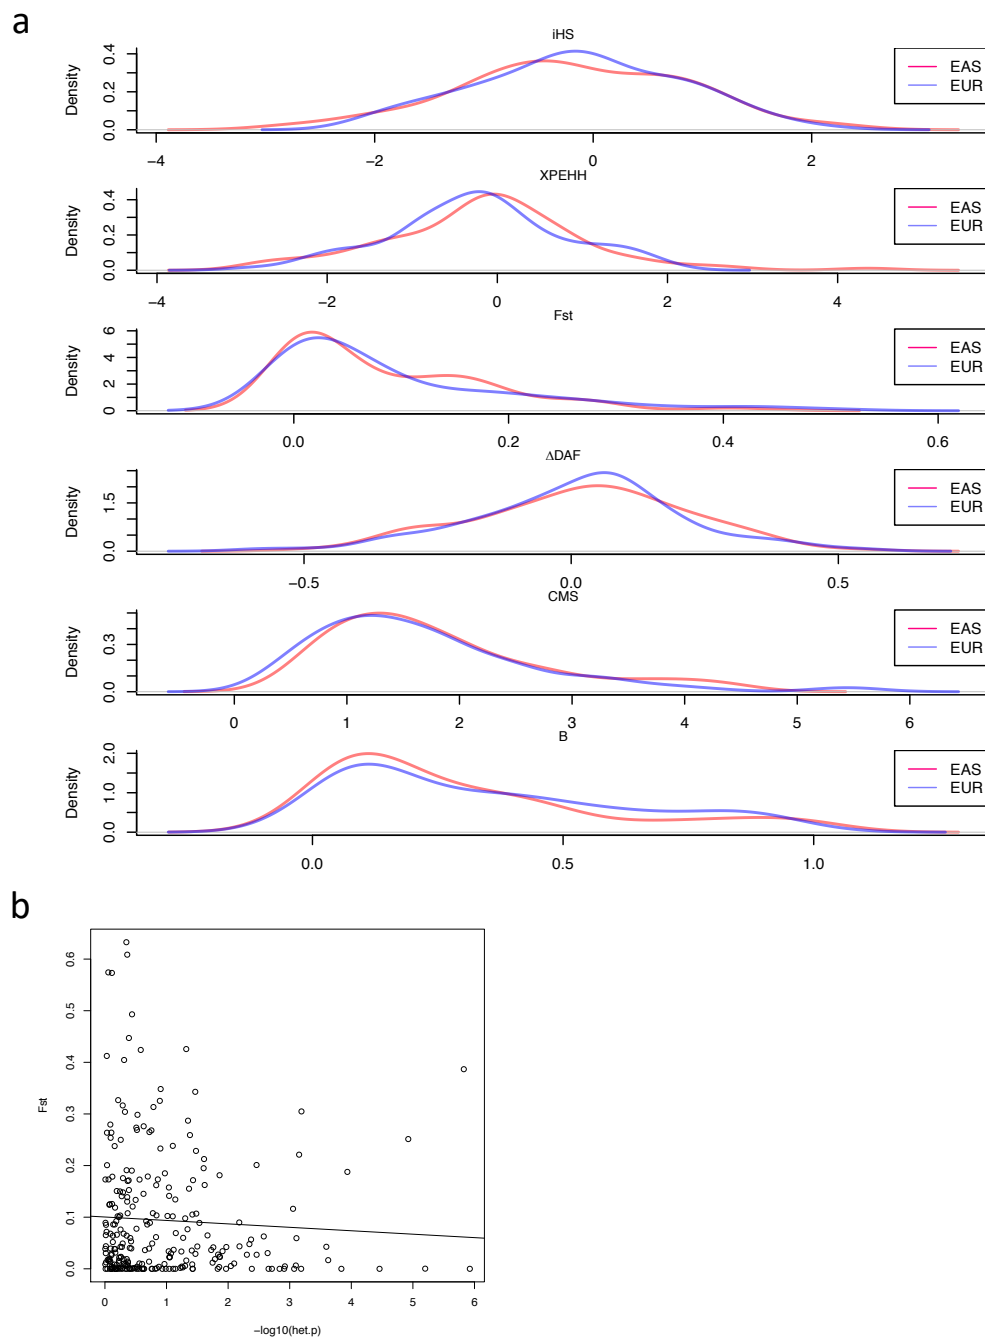 a
iHS
Density
0.0 0.2 0.4
EAS
EUR
−4 −2 0 2
XPEHH
Density
0.0 0.2 0.4
EAS
EUR
−4 −2 0 2 4
Fst
Density
0 2 4 6
EAS
EUR
0.0 0.2 0.4 0.6
ΔDAF
Density
0.0 1.5
EAS
EUR
−0.5 0.0 0.5
CMS
Density
0.0 0.3
EAS
EUR
0 1 2 3 4 5 6
B
Density
0.0 1.0 2.0
EAS
EUR
0.0 0.5 1.0
b
Fst
0.0 0.1 0.2 0.3 0.4 0.5 0.6
0 1 2 3 4 5 6
−log10(het.p)